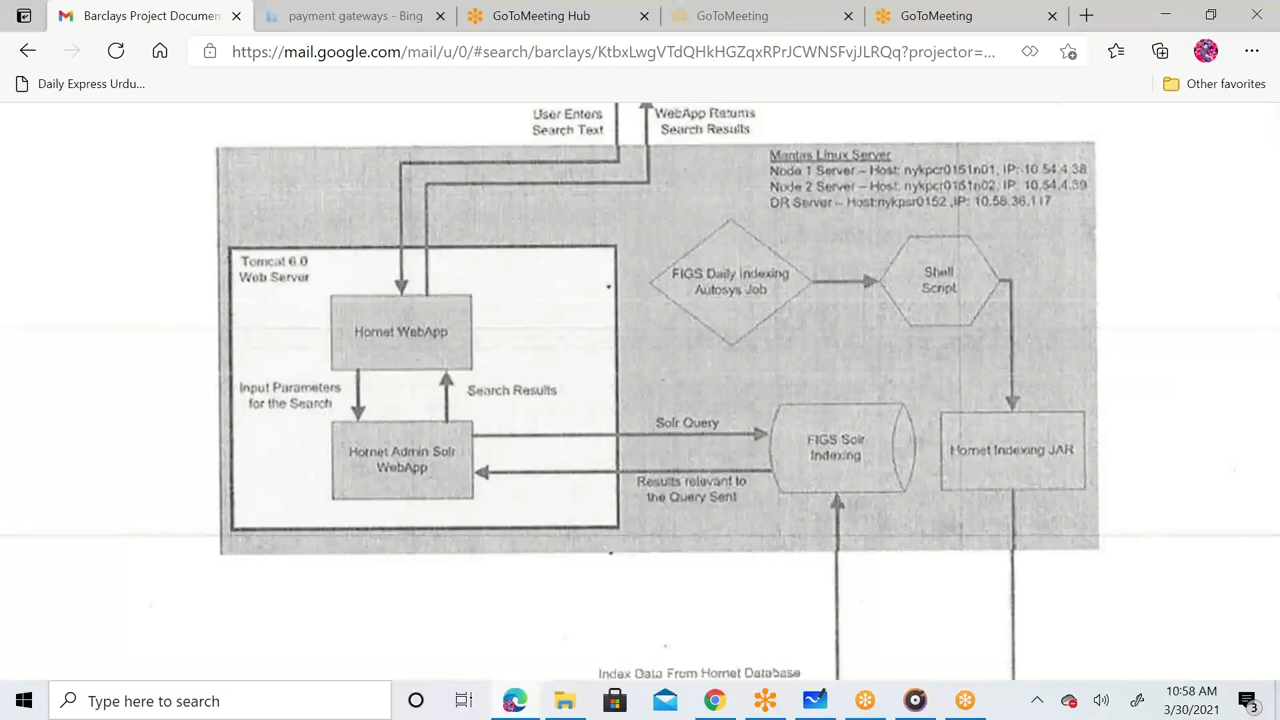 Barclays Project Documen
payment gateways - Bing
GoToMeeting Hub
GoToMeeting
GoToMeeting
https://mail.google.com/mail/u/0/#search/barclays/KtbxLwgVTdQHkHGZqxRPrJCWNSFvjJLRQq?projector=...
Daily Express Urdu...
Other favorites
User Enters
Search Text
WebApp Returns
Search Results
Mantas Linux Server
Node 1 Server – Host: nykpcr0151n01, IP: 10.54.4.38
Node 2 Server – Host: nykpcr0151n02, IP: 10.54.4.39
DR Server – Host:nykpsr0152 ,IP: 10.58.36.117
Tomcat 6.0
Web Server
FIGS Daily Indexing
Autosys Job
Shell
Script
Hornet WebApp
Input Parameters
for the Search
Search Results
Hornet Admin Solr
WebApp
Solr Query
FIGS Solr
Indexing
Hornet Indexing JAR
Results relevant to
the Query Sent
Index Data From Hornet Database
Type here to search
10:58 AM
3/30/2021
3